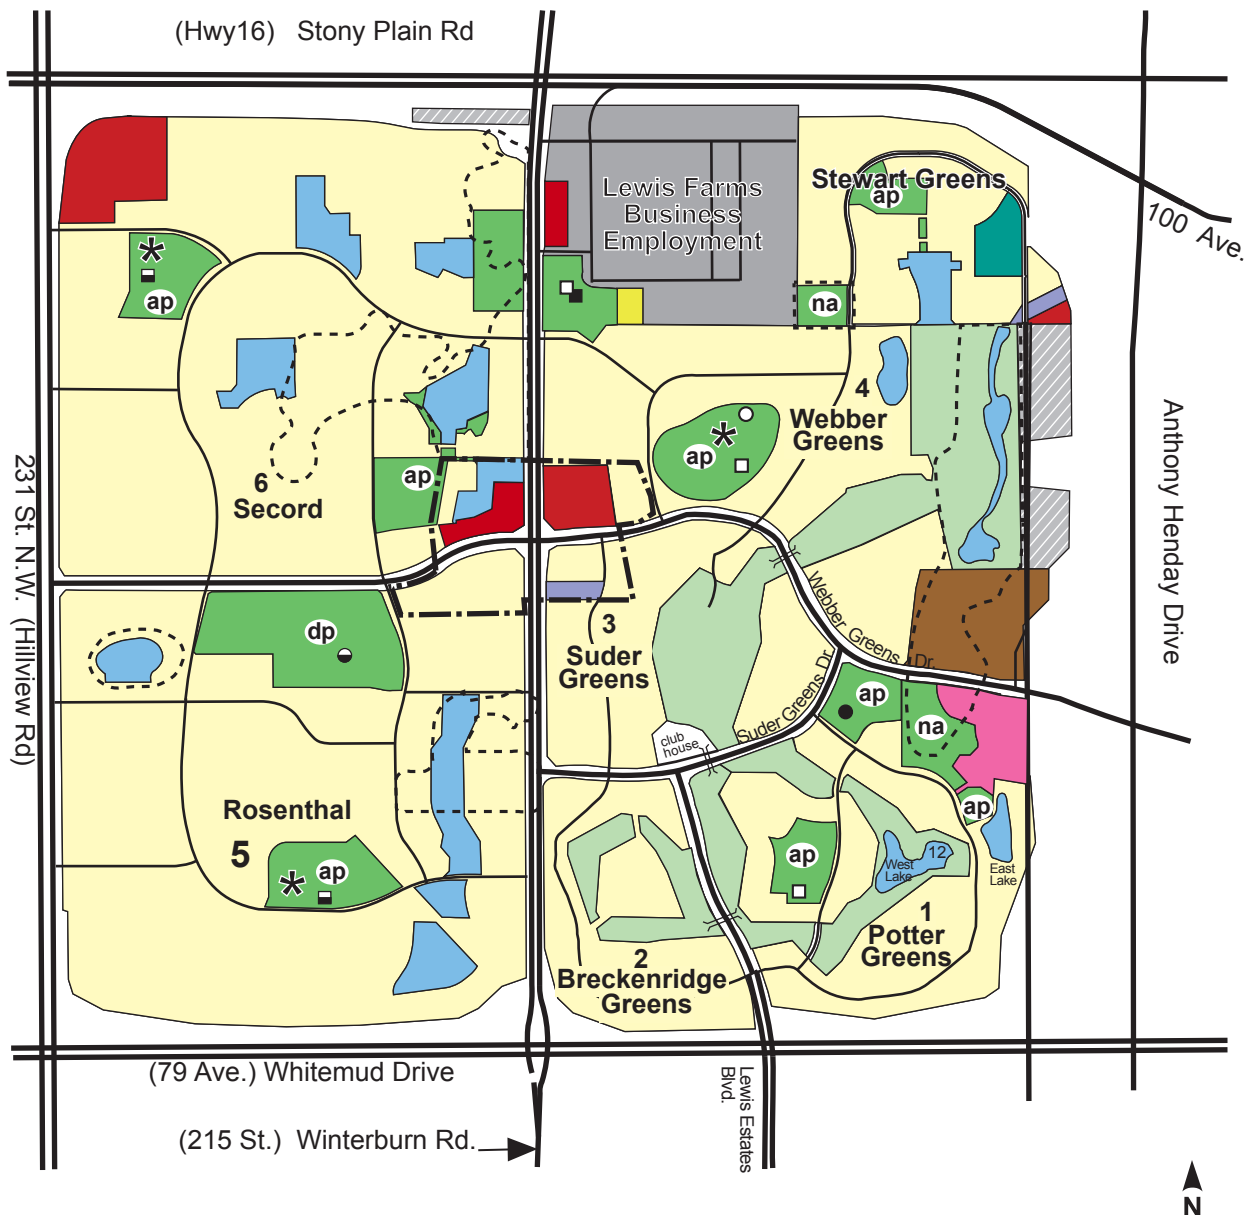 (Hwy16) Stony Plain Rd
Lewis Farms
Business
Employment
Stewart Greens
ap
100 Ave.
*
ap
na
4
Webber
Greens
*
ap
ap
6
Secord
231 St. N.W. (Hillview Rd)
Anthony Henday Drive
Webber Greens Dr.
dp
3
Suder
Greens
Suder Greens Dr.
ap
na
club
house
ap
Rosenthal
5
*
ap
ap
West
Lake
12
East
Lake
1
Potter
Greens
2
Breckenridge
Greens
(79 Ave.) Whitemud Drive
Lewis Estates
Blvd.
(215 St.) Winterburn Rd.
N